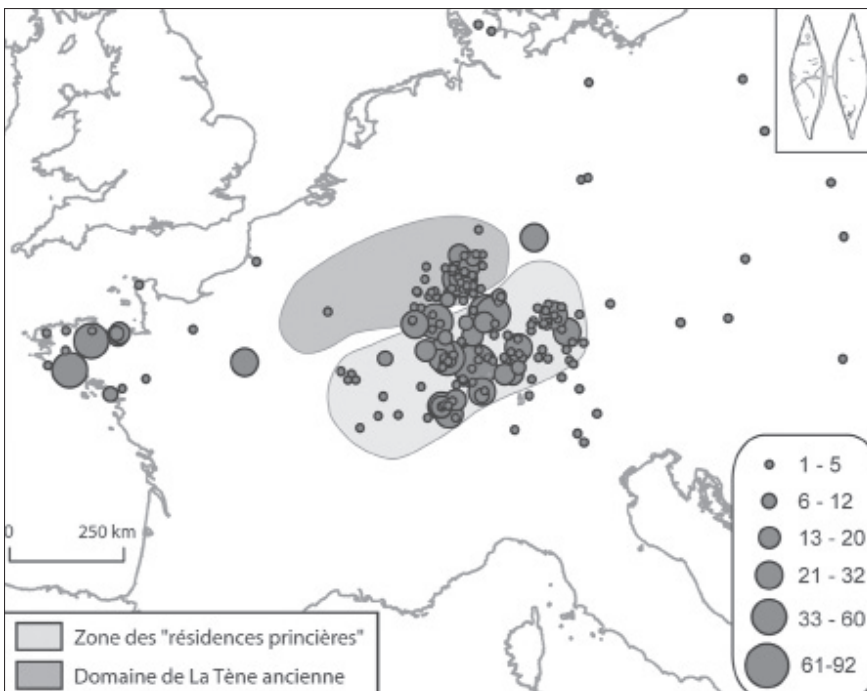 1 - 5
6 - 12
13 - 20
21 - 32
33 - 60
61-92
0 250 km
Zone des "résidences princières"
Domaine de La Tène ancienne